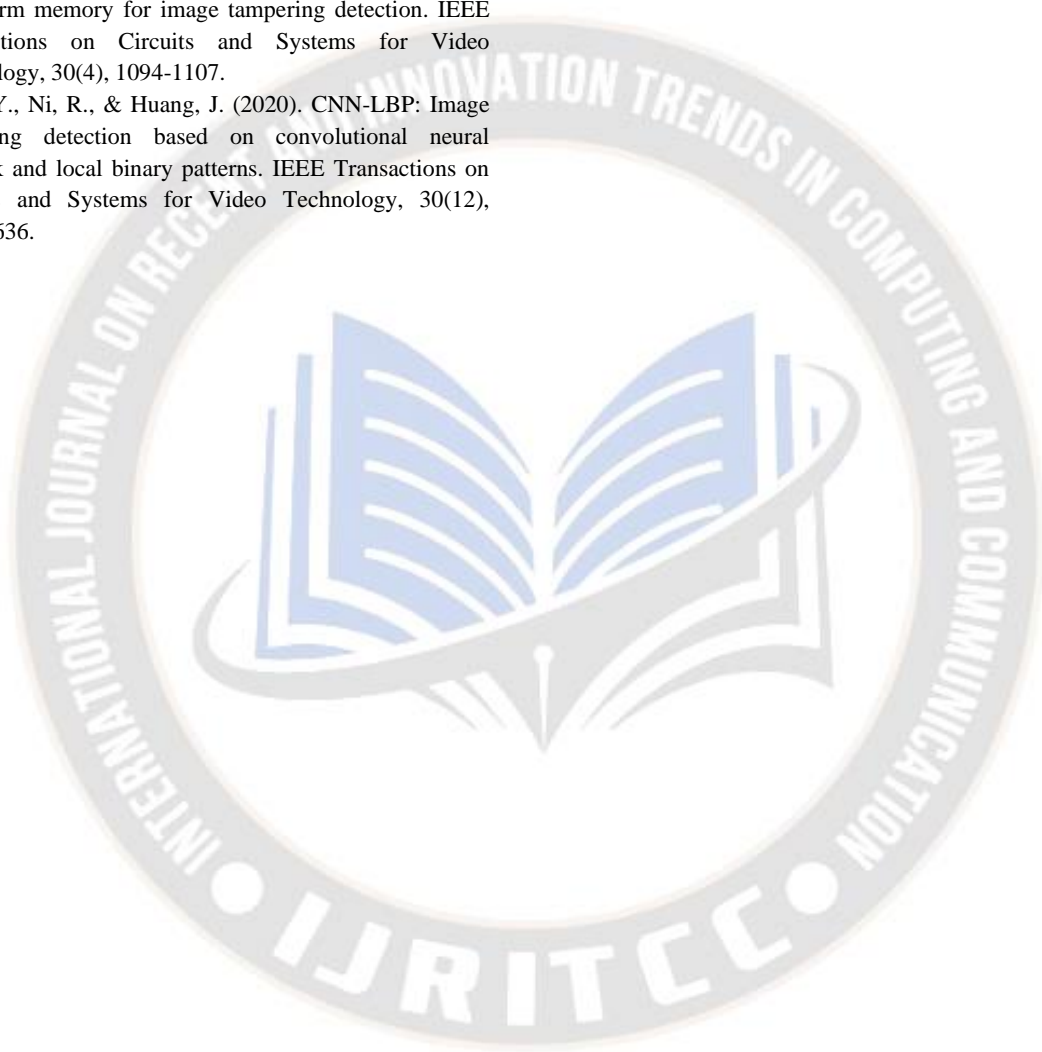 rm memory for image tampering detection. IEEE
tions on Circuits and Systems for Video
logy, 30(4), 1094-1107.
Y., Ni, R., & Huang, J. (2020). CNN-LBP: Image
ng detection based on convolutional neural
k and local binary patterns. IEEE Transactions on
and Systems for Video Technology, 30(12),
636.
INTERNATIONAL JOURNAL ON RECENT AND INNOVATION TRENDS IN COMPUTING AND COMMUNICATION
IJRITCC